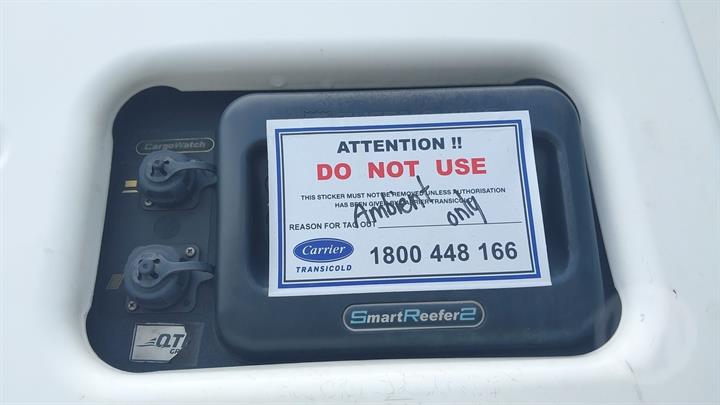 CargoWatch
ATTENTION !!
DO NOT USE
THIS STICKER MUST NOT BE REMOVED UNLESS AUTHORISATION
HAS BEEN GIVEN BY CARRIER TRANSICOLD
REASON FOR TAG OUT
Ambient only
Carrier
TRANSICOLD
1800 448 166
SmartReefer2